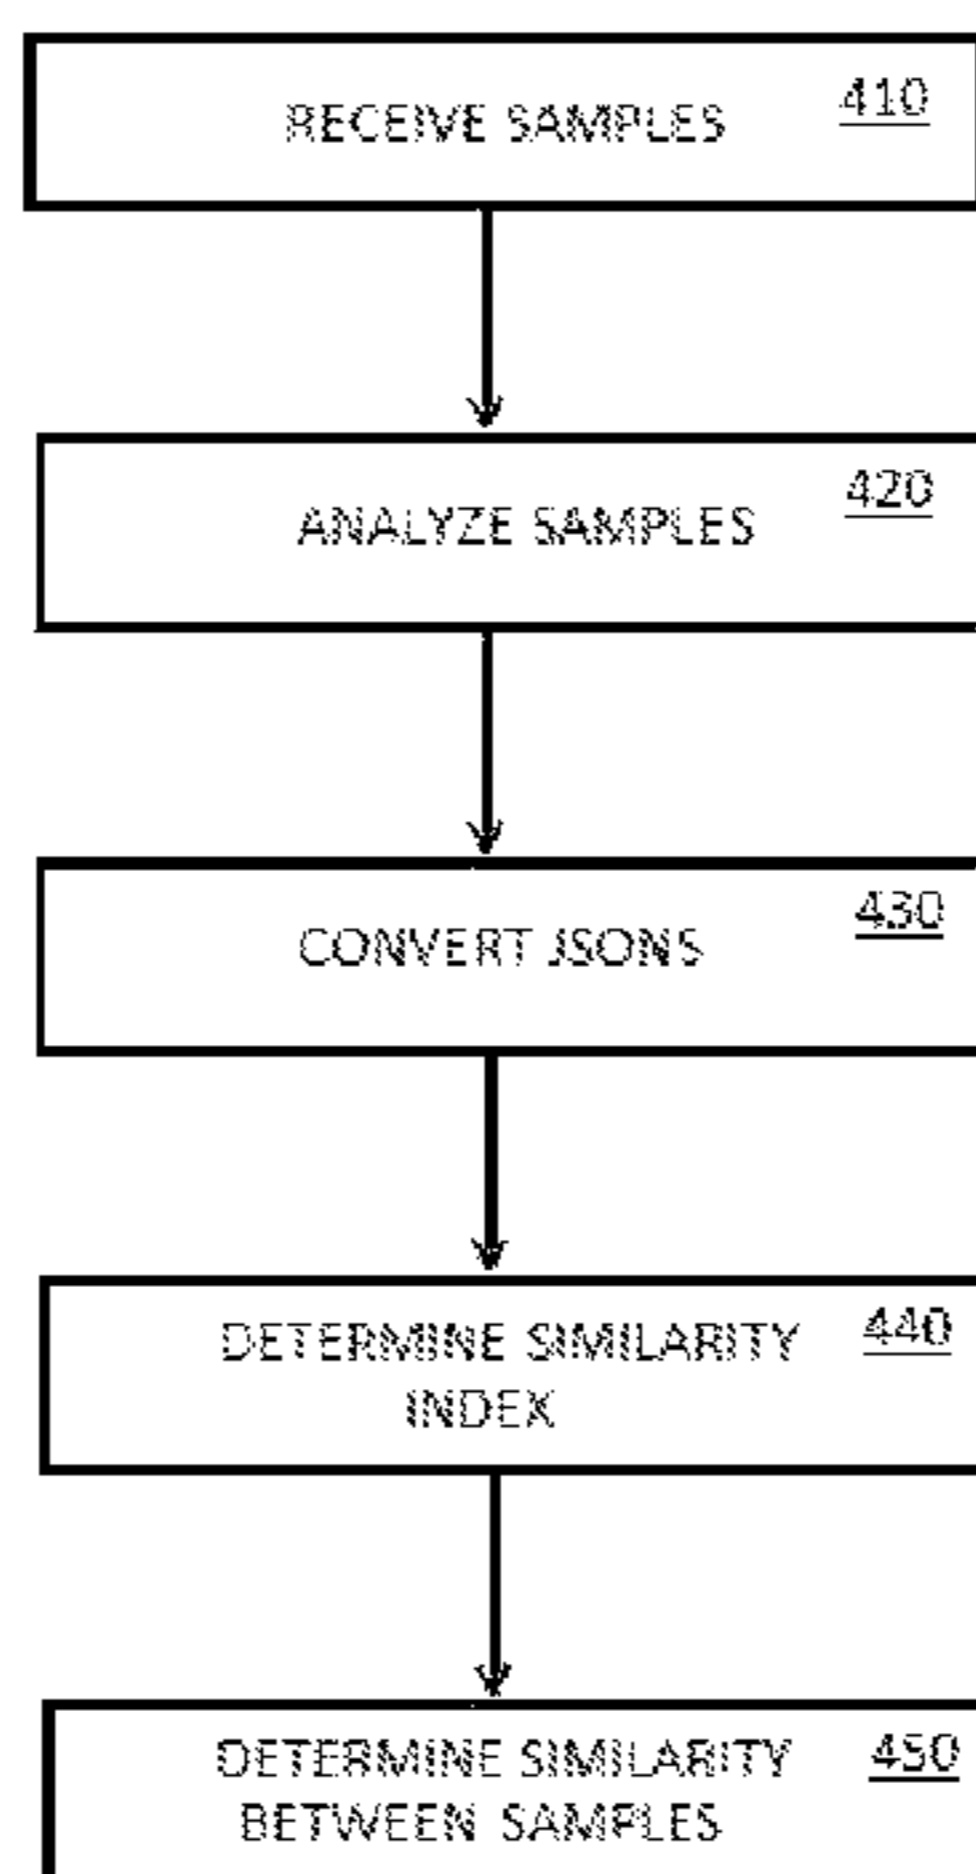 RECEIVE SAMPLES 410
ANALYZE SAMPLES 420
CONVERT JSONS 430
DETERMINE SIMILARITY 440
INDEX
DETERMINE SIMILARITY 450
BETWEEN SAMPLES